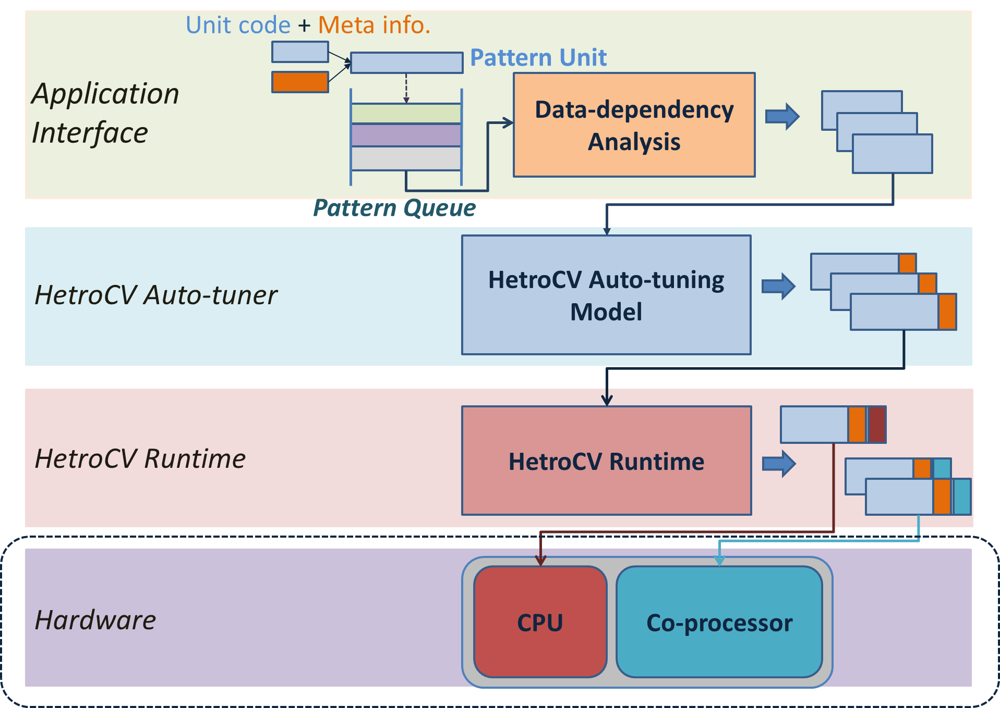 Unit code + Meta info.
Pattern Unit
Application
Interface
Data-dependency
Analysis
Pattern Queue
HetroCV Auto-tuner
HetroCV Auto-tuning
Model
HetroCV Runtime
HetroCV Runtime
Hardware
CPU
Co-processor